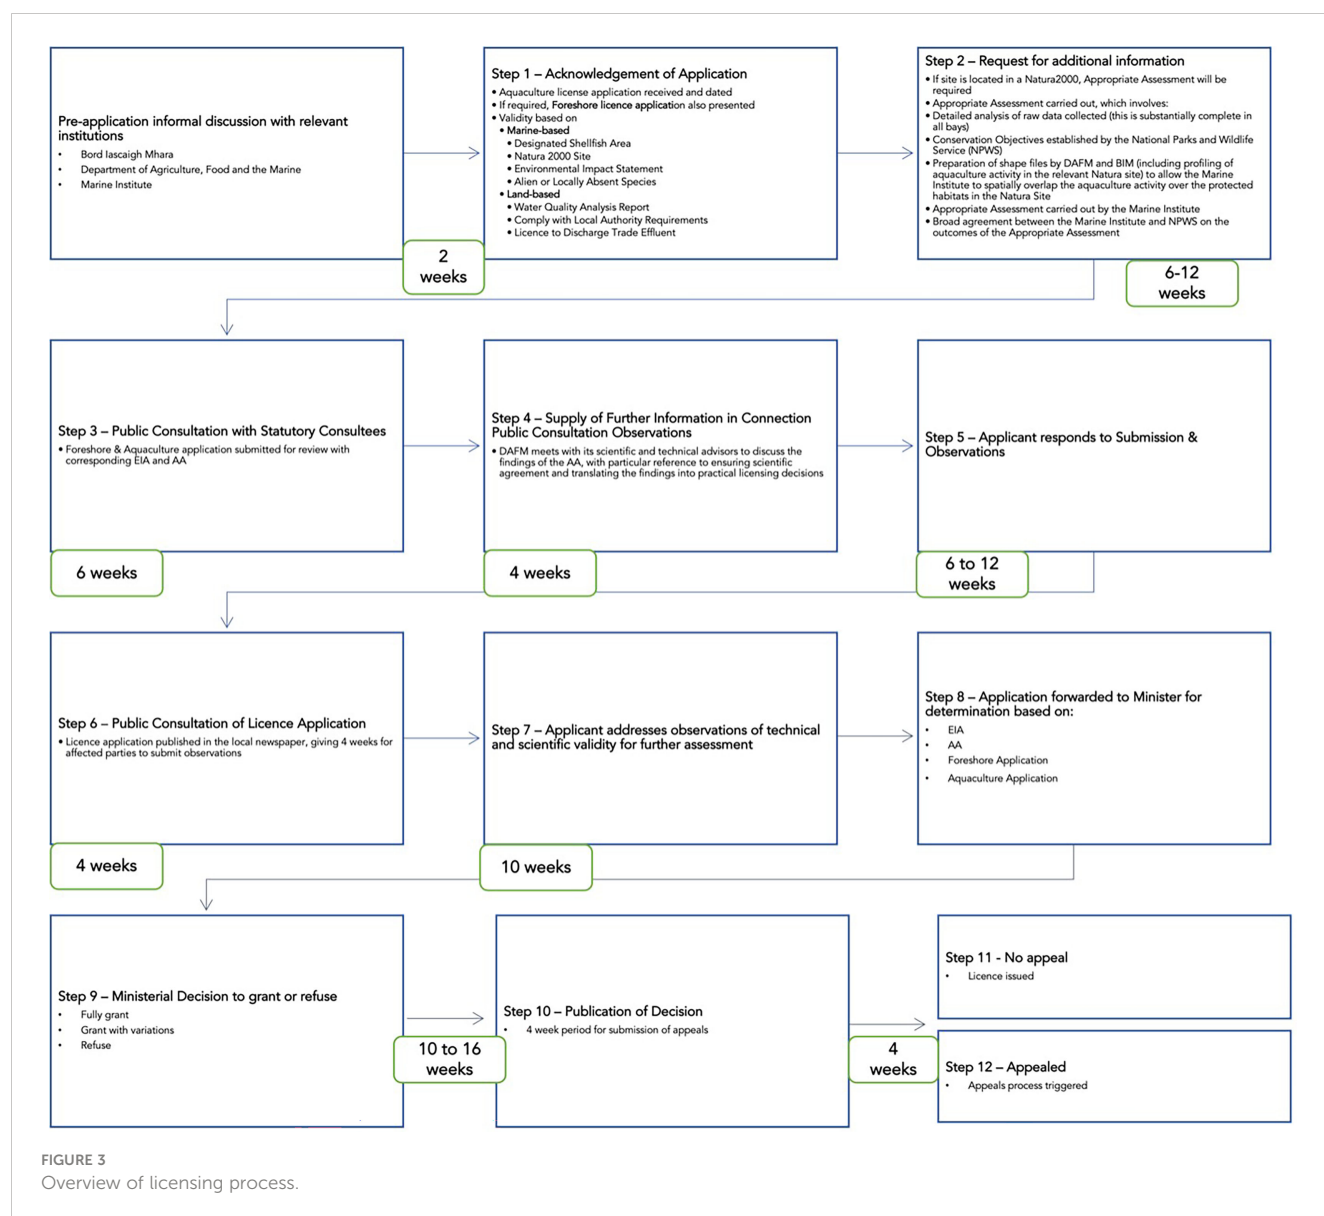 Pre-application informal discussion with relevant
institutions
• Bord Iascaigh Mhara
• Department of Agriculture, Food and the Marine
• Marine Institute
2
weeks
Step 1 – Acknowledgement of Application
• Aquaculture license application received and dated
• If required, Foreshore licence application also presented
• Validity based on
• Marine-based
• Designated Shellfish Area
• Natura 2000 Site
• Environmental Impact Statement
• Alien or Locally Absent Species
• Land-based
• Water Quality Analysis Report
• Comply with Local Authority Requirements
• Licence to Discharge Trade Effluent
Step 2 – Request for additional information
• If site is located in a Natura2000, Appropriate Assessment will be
required
• Appropriate Assessment carried out, which involves:
• Detailed analysis of raw data collected (this is substantially complete in
all bays)
• Conservation Objectives established by the National Parks and Wildlife
Service (NPWS)
• Preparation of shape files by DAFM and BIM (including profiling of
aquaculture activity in the relevant Natura site) to allow the Marine
Institute to spatially overlap the aquaculture activity over the protected
habitats in the Natura Site
• Appropriate Assessment carried out by the Marine Institute
• Broad agreement between the Marine Institute and NPWS on the
outcomes of the Appropriate Assessment
6-12
weeks
Step 3 – Public Consultation with Statutory Consultees
• Foreshore & Aquaculture application submitted for review with
corresponding EIA and AA
6 weeks
Step 4 – Supply of Further Information in Connection
Public Consultation Observations
• DAFM meets with its scientific and technical advisors to discuss the
findings of the AA, with particular reference to ensuring scientific
agreement and translating the findings into practical licensing decisions
4 weeks
Step 5 – Applicant responds to Submission &
Observations
6 to 12
weeks
Step 6 – Public Consultation of Licence Application
• Licence application published in the local newspaper, giving 4 weeks for
affected parties to submit observations
4 weeks
Step 7 – Applicant addresses observations of technical
and scientific validity for further assessment
10 weeks
Step 8 – Application forwarded to Minister for
determination based on:
• EIA
• AA
• Foreshore Application
• Aquaculture Application
Step 9 – Ministerial Decision to grant or refuse
• Fully grant
• Grant with variations
• Refuse
10 to 16
weeks
Step 10 – Publication of Decision
• 4 week period for submission of appeals
4
weeks
Step 11 - No appeal
• Licence issued
Step 12 – Appealed
• Appeals process triggered
FIGURE 3
Overview of licensing process.